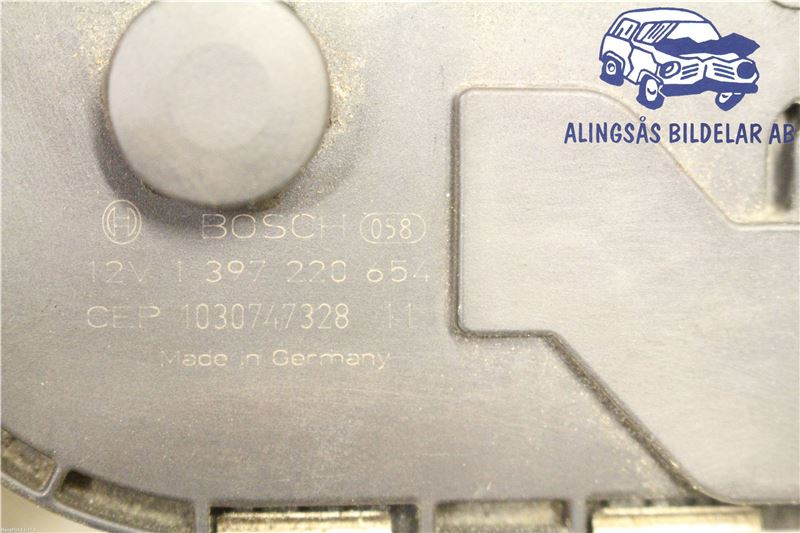 ALINGSÅS BILDELAR AB
BOSCH 058
12V 1 397 220 654
CEP 1030747328 11
Made in Germany